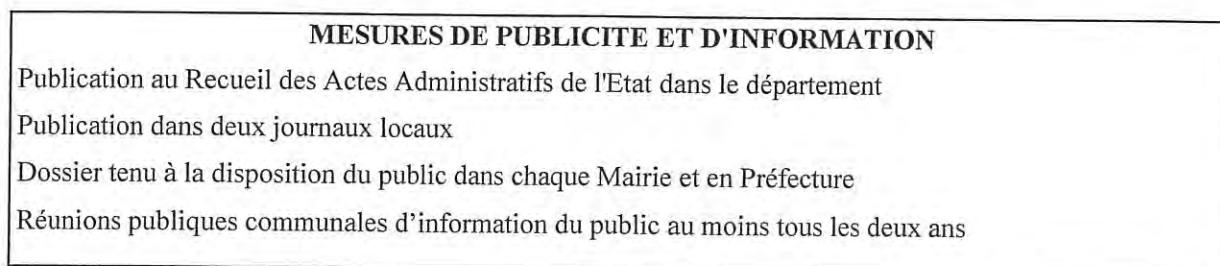 MESURES DE PUBLICITE ET D'INFORMATION
Publication au Recueil des Actes Administratifs de l'Etat dans le département
Publication dans deux journaux locaux
Dossier tenu à la disposition du public dans chaque Mairie et en Préfecture
Réunions publiques communales d’information du public au moins tous les deux ans